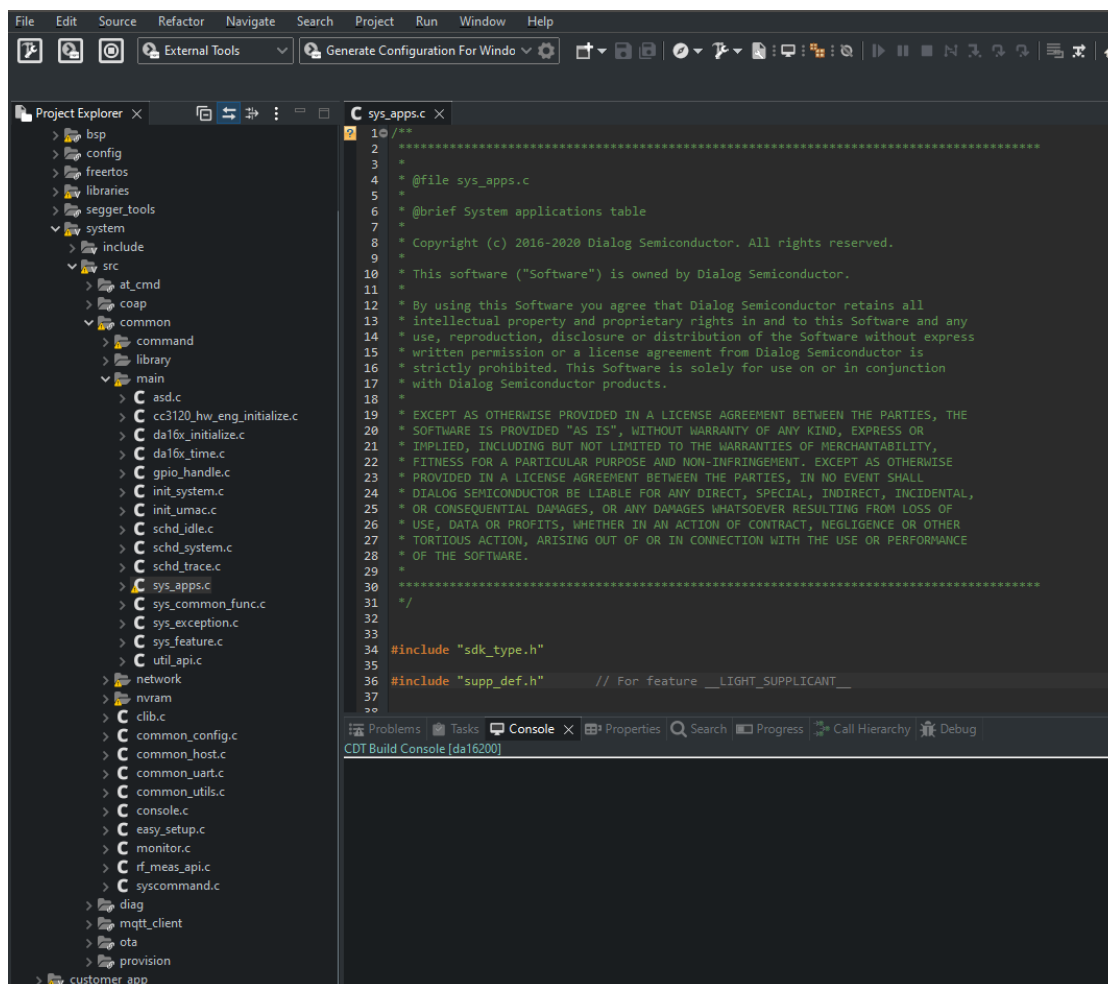 File Edit Source Refactor Navigate Search Project Run Window Help
External Tools
Generate Configuration For Windo
Project Explorer
bsp
config
freertos
libraries
segger_tools
system
include
src
at_cmd
coap
common
command
library
main
asd.c
cc3120_hw_eng_initialize.c
da16x_initialize.c
da16x_time.c
gpio_handle.c
init_system.c
init_umac.c
schd_idle.c
schd_system.c
schd_trace.c
sys_apps.c
sys_common_func.c
sys_exception.c
sys_feature.c
util_api.c
network
nvram
clib.c
common_config.c
common_host.c
common_uart.c
common_utils.c
console.c
easy_setup.c
monitor.c
rf_meas_api.c
syscommand.c
diag
mqtt_client
ota
provision
customer_app
sys_apps.c
1 /**
2 ****************************************************************************************
3 *
4 * @file sys_apps.c
5 *
6 * @brief System applications table
7 *
8 * Copyright (c) 2016-2020 Dialog Semiconductor. All rights reserved.
9 *
10 * This software ("Software") is owned by Dialog Semiconductor.
11 *
12 * By using this Software you agree that Dialog Semiconductor retains all
13 * intellectual property and proprietary rights in and to this Software and any
14 * use, reproduction, disclosure or distribution of the Software without express
15 * written permission or a license agreement from Dialog Semiconductor is
16 * strictly prohibited. This Software is solely for use on or in conjunction
17 * with Dialog Semiconductor products.
18 *
19 * EXCEPT AS OTHERWISE PROVIDED IN A LICENSE AGREEMENT BETWEEN THE PARTIES, THE
20 * SOFTWARE IS PROVIDED "AS IS", WITHOUT WARRANTY OF ANY KIND, EXPRESS OR
21 * IMPLIED, INCLUDING BUT NOT LIMITED TO THE WARRANTIES OF MERCHANTABILITY,
22 * FITNESS FOR A PARTICULAR PURPOSE AND NON-INFRINGEMENT. EXCEPT AS OTHERWISE
23 * PROVIDED IN A LICENSE AGREEMENT BETWEEN THE PARTIES, IN NO EVENT SHALL
24 * DIALOG SEMICONDUCTOR BE LIABLE FOR ANY DIRECT, SPECIAL, INDIRECT, INCIDENTAL,
25 * OR CONSEQUENTIAL DAMAGES, OR ANY DAMAGES WHATSOEVER RESULTING FROM LOSS OF
26 * USE, DATA OR PROFITS, WHETHER IN AN ACTION OF CONTRACT, NEGLIGENCE OR OTHER
27 * TORTIOUS ACTION, ARISING OUT OF OR IN CONNECTION WITH THE USE OR PERFORMANCE
28 * OF THE SOFTWARE.
29 *
30 ****************************************************************************************
31 */
32
33
34 #include "sdk_type.h"
35
36 #include "supp_def.h" // For feature __LIGHT_SUPPLICANT__
37
38
Problems Tasks Console Properties Search Progress Call Hierarchy Debug
CDT Build Console [da16200]